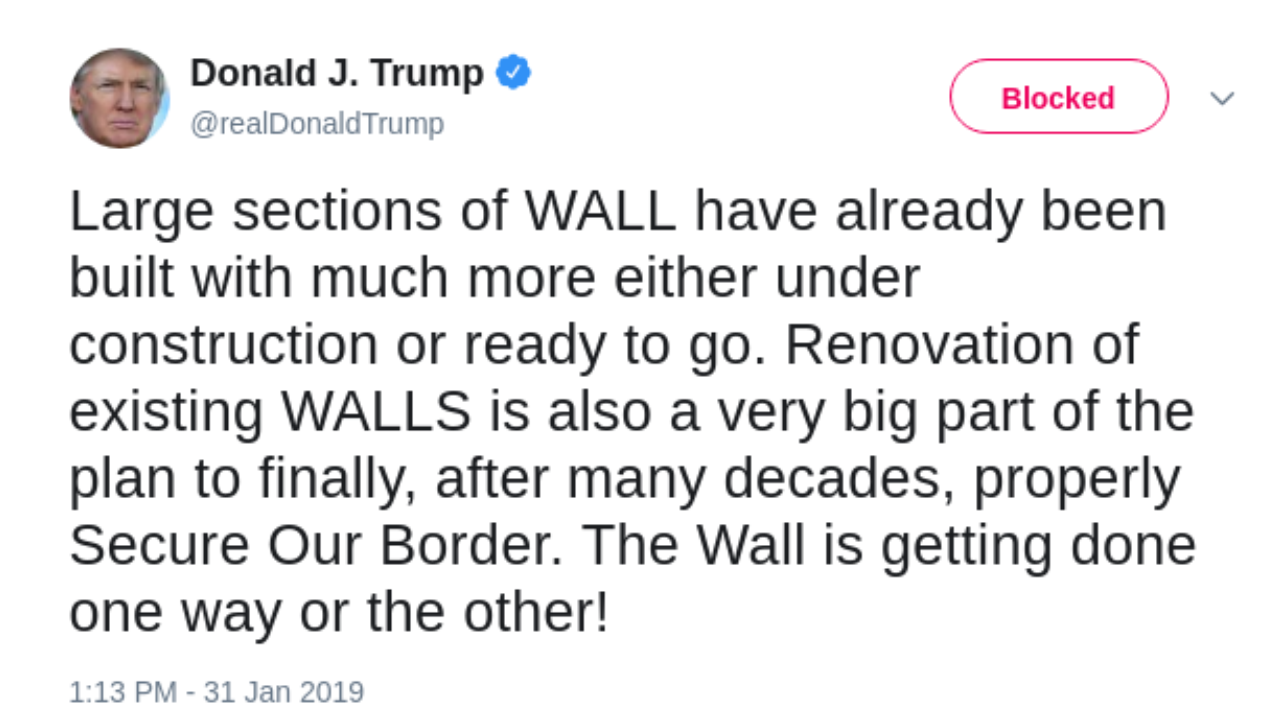 Donald J. Trump
@realDonaldTrump
Blocked
Large sections of WALL have already been
built with much more either under
construction or ready to go. Renovation of
existing WALLS is also a very big part of the
plan to finally, after many decades, properly
Secure Our Border. The Wall is getting done
one way or the other!
1:13 PM - 31 Jan 2019